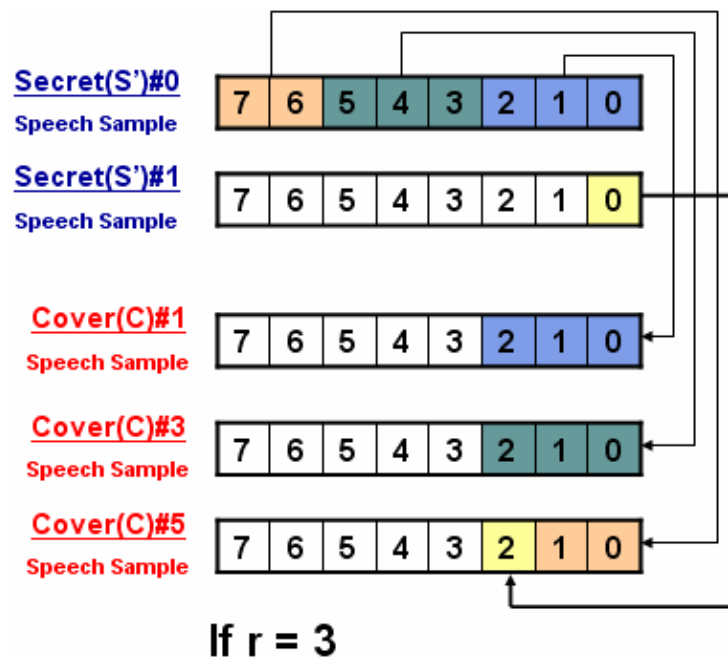 Secret(S')#0
Speech Sample
7 6 5 4 3 2 1 0
Secret(S')#1
Speech Sample
7 6 5 4 3 2 1 0
Cover(C)#1
Speech Sample
7 6 5 4 3 2 1 0
Cover(C)#3
Speech Sample
7 6 5 4 3 2 1 0
Cover(C)#5
Speech Sample
7 6 5 4 3 2 1 0
If r = 3